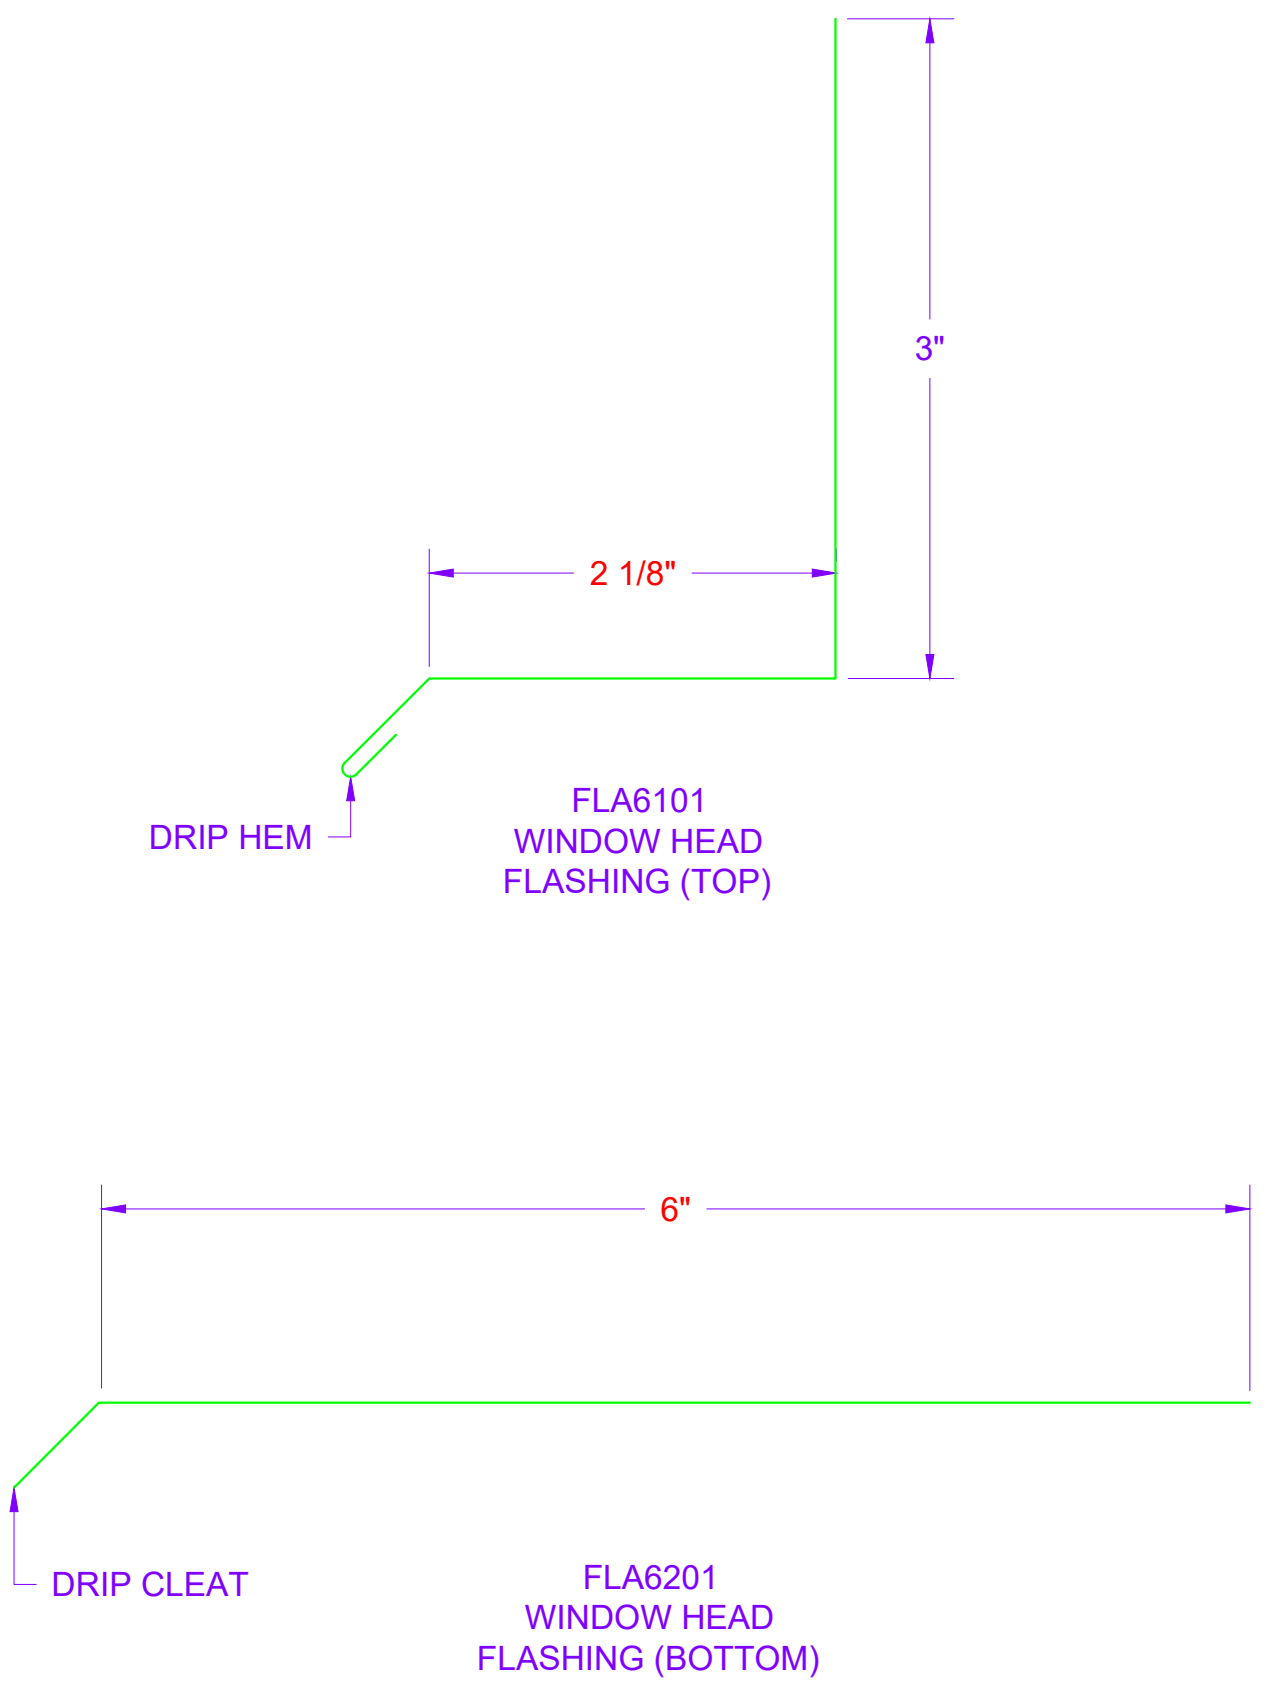 3"
2 1/8"
DRIP HEM
FLA6101
WINDOW HEAD
FLASHING (TOP)
6"
DRIP CLEAT
FLA6201
WINDOW HEAD
FLASHING (BOTTOM)